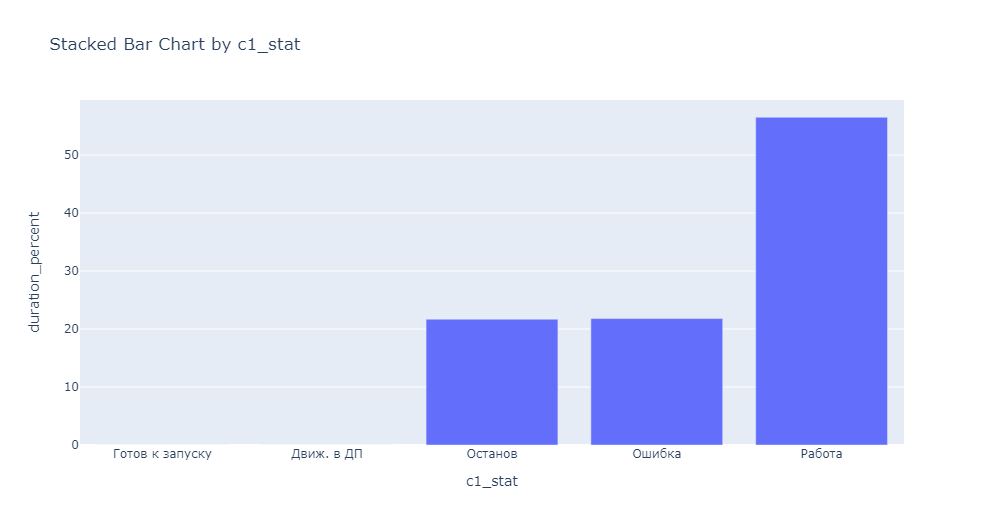 Stacked Bar Chart by c1_stat
duration_percent
50
40
30
20
10
0
Готов к запуску
Движ. в ДП
Останов
Ошибка
Работа
c1_stat